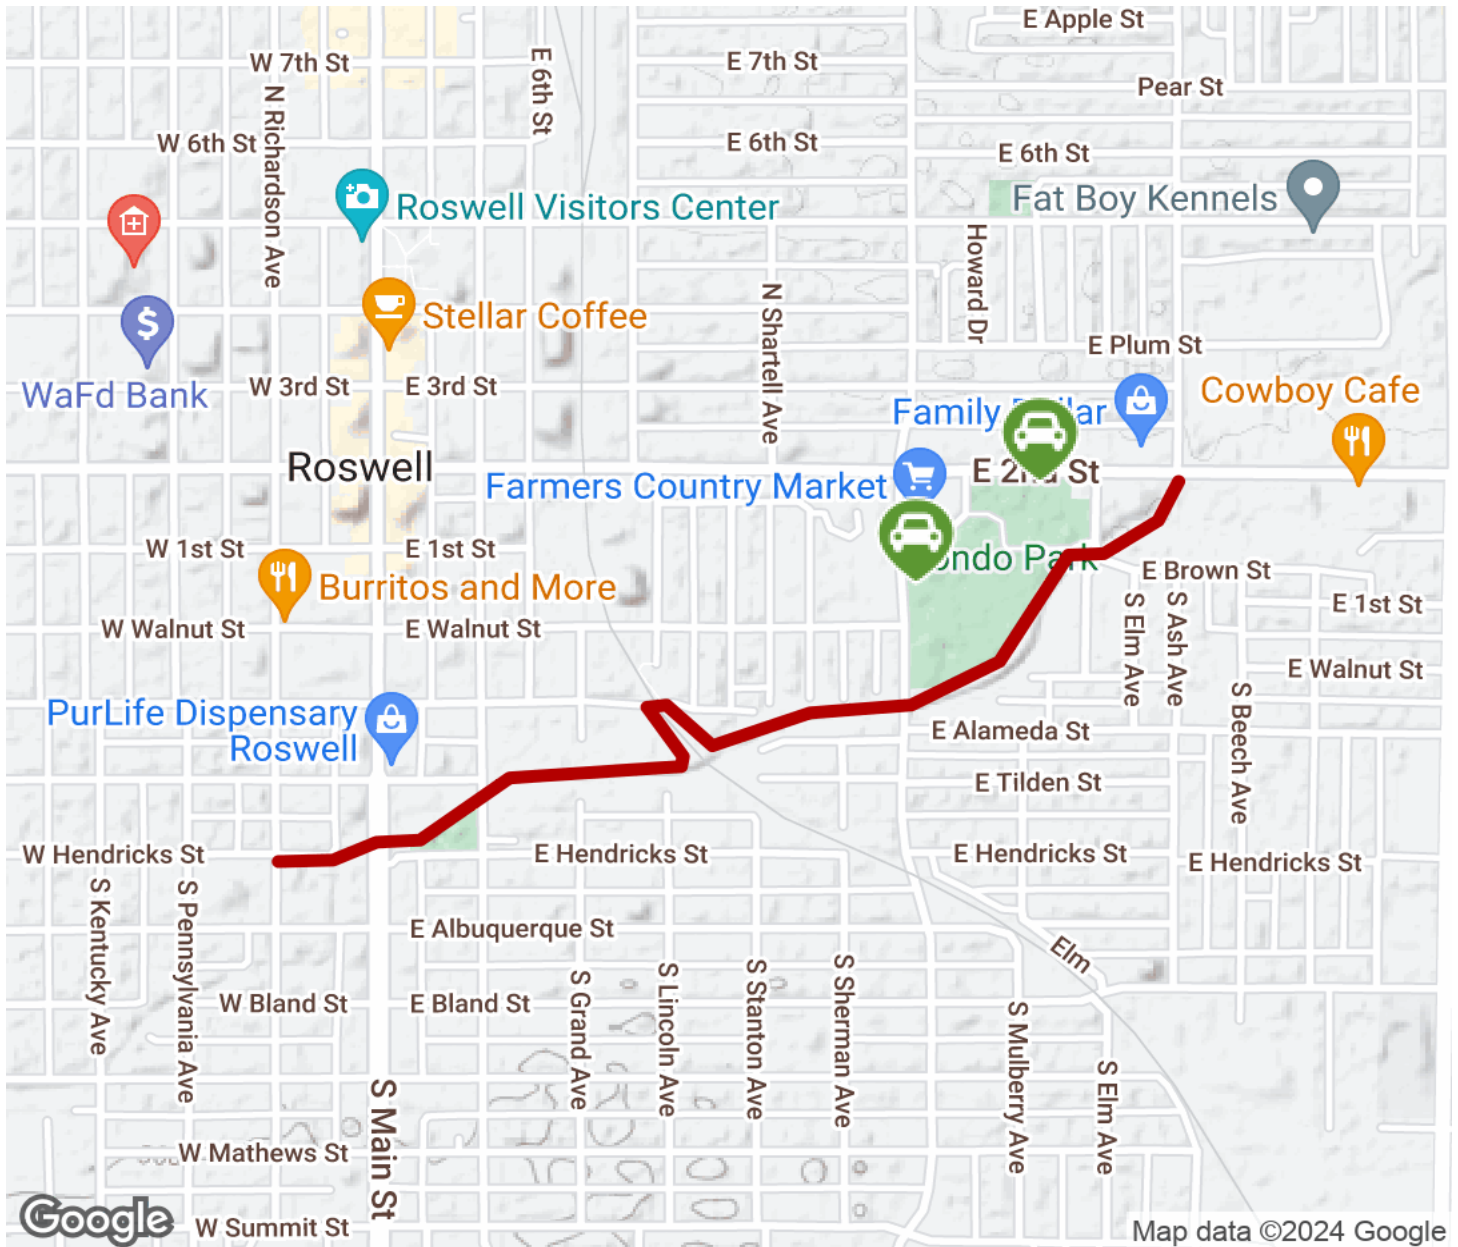 E Apple St
W 7th St
E 6th St
E 7th St
Pear St
N Richardson Ave
W 6th St
E 6th St
E 6th St
Fat Boy Kennels
Roswell Visitors Center
Howard Dr
N Shartell Ave
Stellar Coffee
E Plum St
WaFd Bank
W 3rd St
E 3rd St
Cowboy Cafe
Family
Roswell
E 2nd St
Farmers Country Market
W 1st St
E 1st St
Park
E Brown St
Burritos and More
S Elm Ave
S Ash Ave
E 1st St
W Walnut St
E Walnut St
E Walnut St
S Beech Ave
PurLife Dispensary
Roswell
E Alameda St
E Tilden St
W Hendricks St
E Hendricks St
E Hendricks St
E Hendricks St
S Kentucky Ave
S Pennsylvania Ave
E Albuquerque St
Elm
W Bland St
E Bland St
S Grand Ave
S Lincoln Ave
S Stanton Ave
S Sherman Ave
S Mulberry Ave
S Elm Ave
S Main St
W Mathews St
Google
W Summit St
Map data ©2024 Google